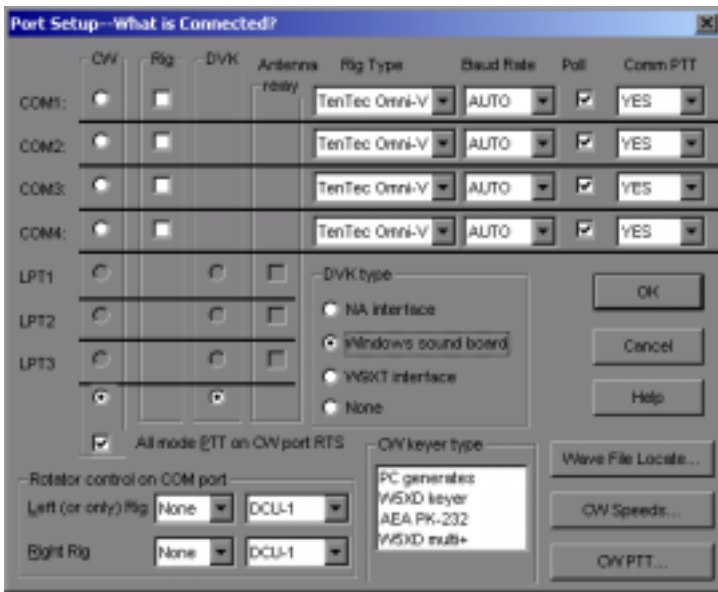 Port Setup--What is Connected?
CW Rig DVK Antenna relay Rig Type Baud Rate Poll Comm PTT
COM1: TenTec Omni-V AUTO YES
COM2: TenTec Omni-V AUTO YES
COM3: TenTec Omni-V AUTO YES
COM4: TenTec Omni-V AUTO YES
LPT1
LPT2
LPT3
DVK type
NA interface
Windows sound board
W9XT interface
None
OK
Cancel
Help
All mode PTT on CW port RTS
Rotator control on COM port
Left (or only) Rig None DCU-1
Right Rig None DCU-1
CW keyer type
PC generates
W5XD keyer
AEA PK-232
W5XD multi+
Wave File Locate...
CW Speeds...
CW PTT...